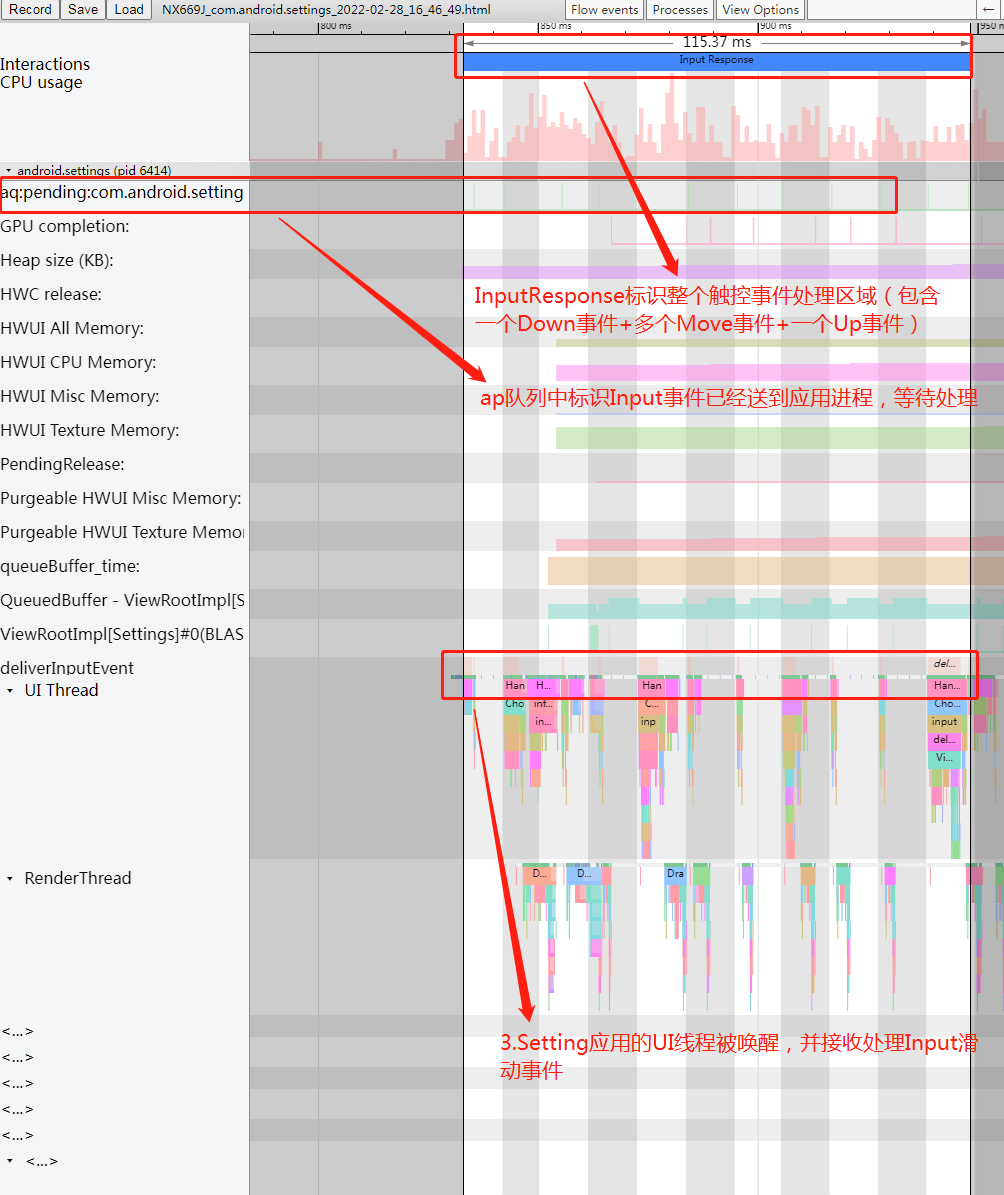 Record Save Load NX669J_com.android.settings_2022-02-28_16_46_49.html Flow events Processes View Options ←
800 ms 850 ms 900 ms 950 m
115.37 ms
Interactions Input Response
CPU usage
android.settings (pid 6414)
aq:pending:com.android.setting
GPU completion:
Heap size (KB):
HWC release:
InputResponse标识整个触控事件处理区域（包含
一个Down事件+多个Move事件+一个Up事件）
HWUI All Memory:
HWUI CPU Memory:
HWUI Misc Memory:
ap队列中标识Input事件已经送到应用进程，等待处理
HWUI Texture Memory:
PendingRelease:
Purgeable HWUI Misc Memory:
Purgeable HWUI Texture Memo
queueBuffer_time:
QueuedBuffer - ViewRootImpl[S
ViewRootImpl[Settings]#0(BLAS
deliverInputEvent del...
UI Thread Han H... Han Han...
Cho inf... C... Cho...
in... inp input
del...
Vi...
RenderThread D... D... Dra
<...>
3.Setting应用的UI线程被唤醒，并接收处理Input滑
动事件
<...>
<...>
<...>
<...>
<...>